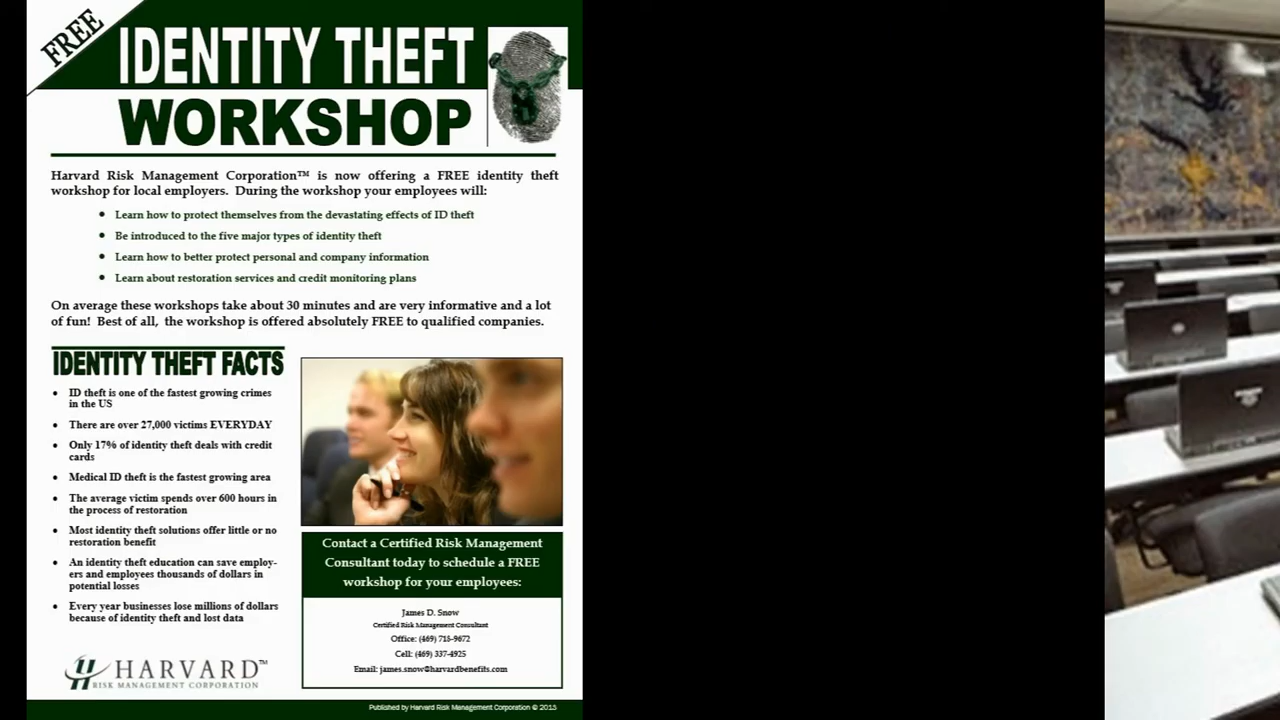 FREE
IDENTITY THEFT
WORKSHOP
Harvard Risk Management Corporation™ is now offering a FREE identity theft
workshop for local employers. During the workshop your employees will:
• Learn how to protect themselves from the devastating effects of ID theft
• Be introduced to the five major types of identity theft
• Learn how to better protect personal and company information
• Learn about restoration services and credit monitoring plans
On average these workshops take about 30 minutes and are very informative and a lot
of fun! Best of all, the workshop is offered absolutely FREE to qualified companies.
IDENTITY THEFT FACTS
• ID theft is one of the fastest growing crimes
in the US
• There are over 27,000 victims EVERYDAY
• Only 17% of identity theft deals with credit
cards
• Medical ID theft is the fastest growing area
• The average victim spends over 600 hours in
the process of restoration
• Most identity theft solutions offer little or no
restoration benefit
• An identity theft education can save employ-
ers and employees thousands of dollars in
potential losses
• Every year businesses lose millions of dollars
because of identity theft and lost data
HARVARD™
RISK MANAGEMENT CORPORATION
Contact a Certified Risk Management
Consultant today to schedule a FREE
workshop for your employees:
James D. Snow
Certified Risk Management Consultant
Office: (469) 715-9672
Cell: (469) 337-4925
Email: james.snow@harvardbenefits.com
Published by Harvard Risk Management Corporation © 2013